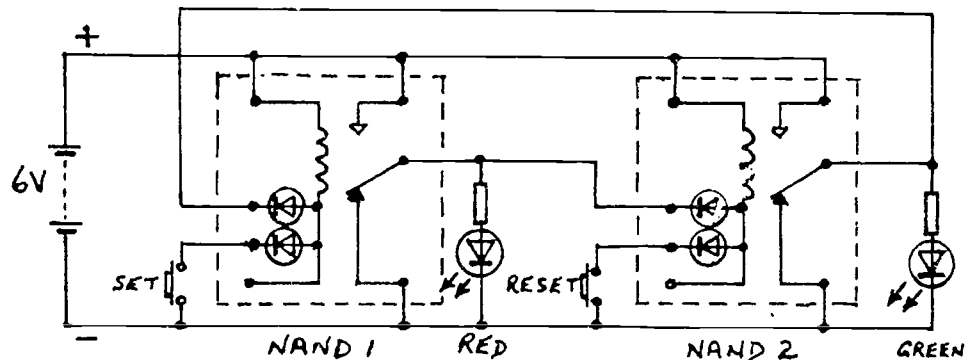 +
6V
SET
RESET
−
NAND 1
RED
NAND 2
GREEN